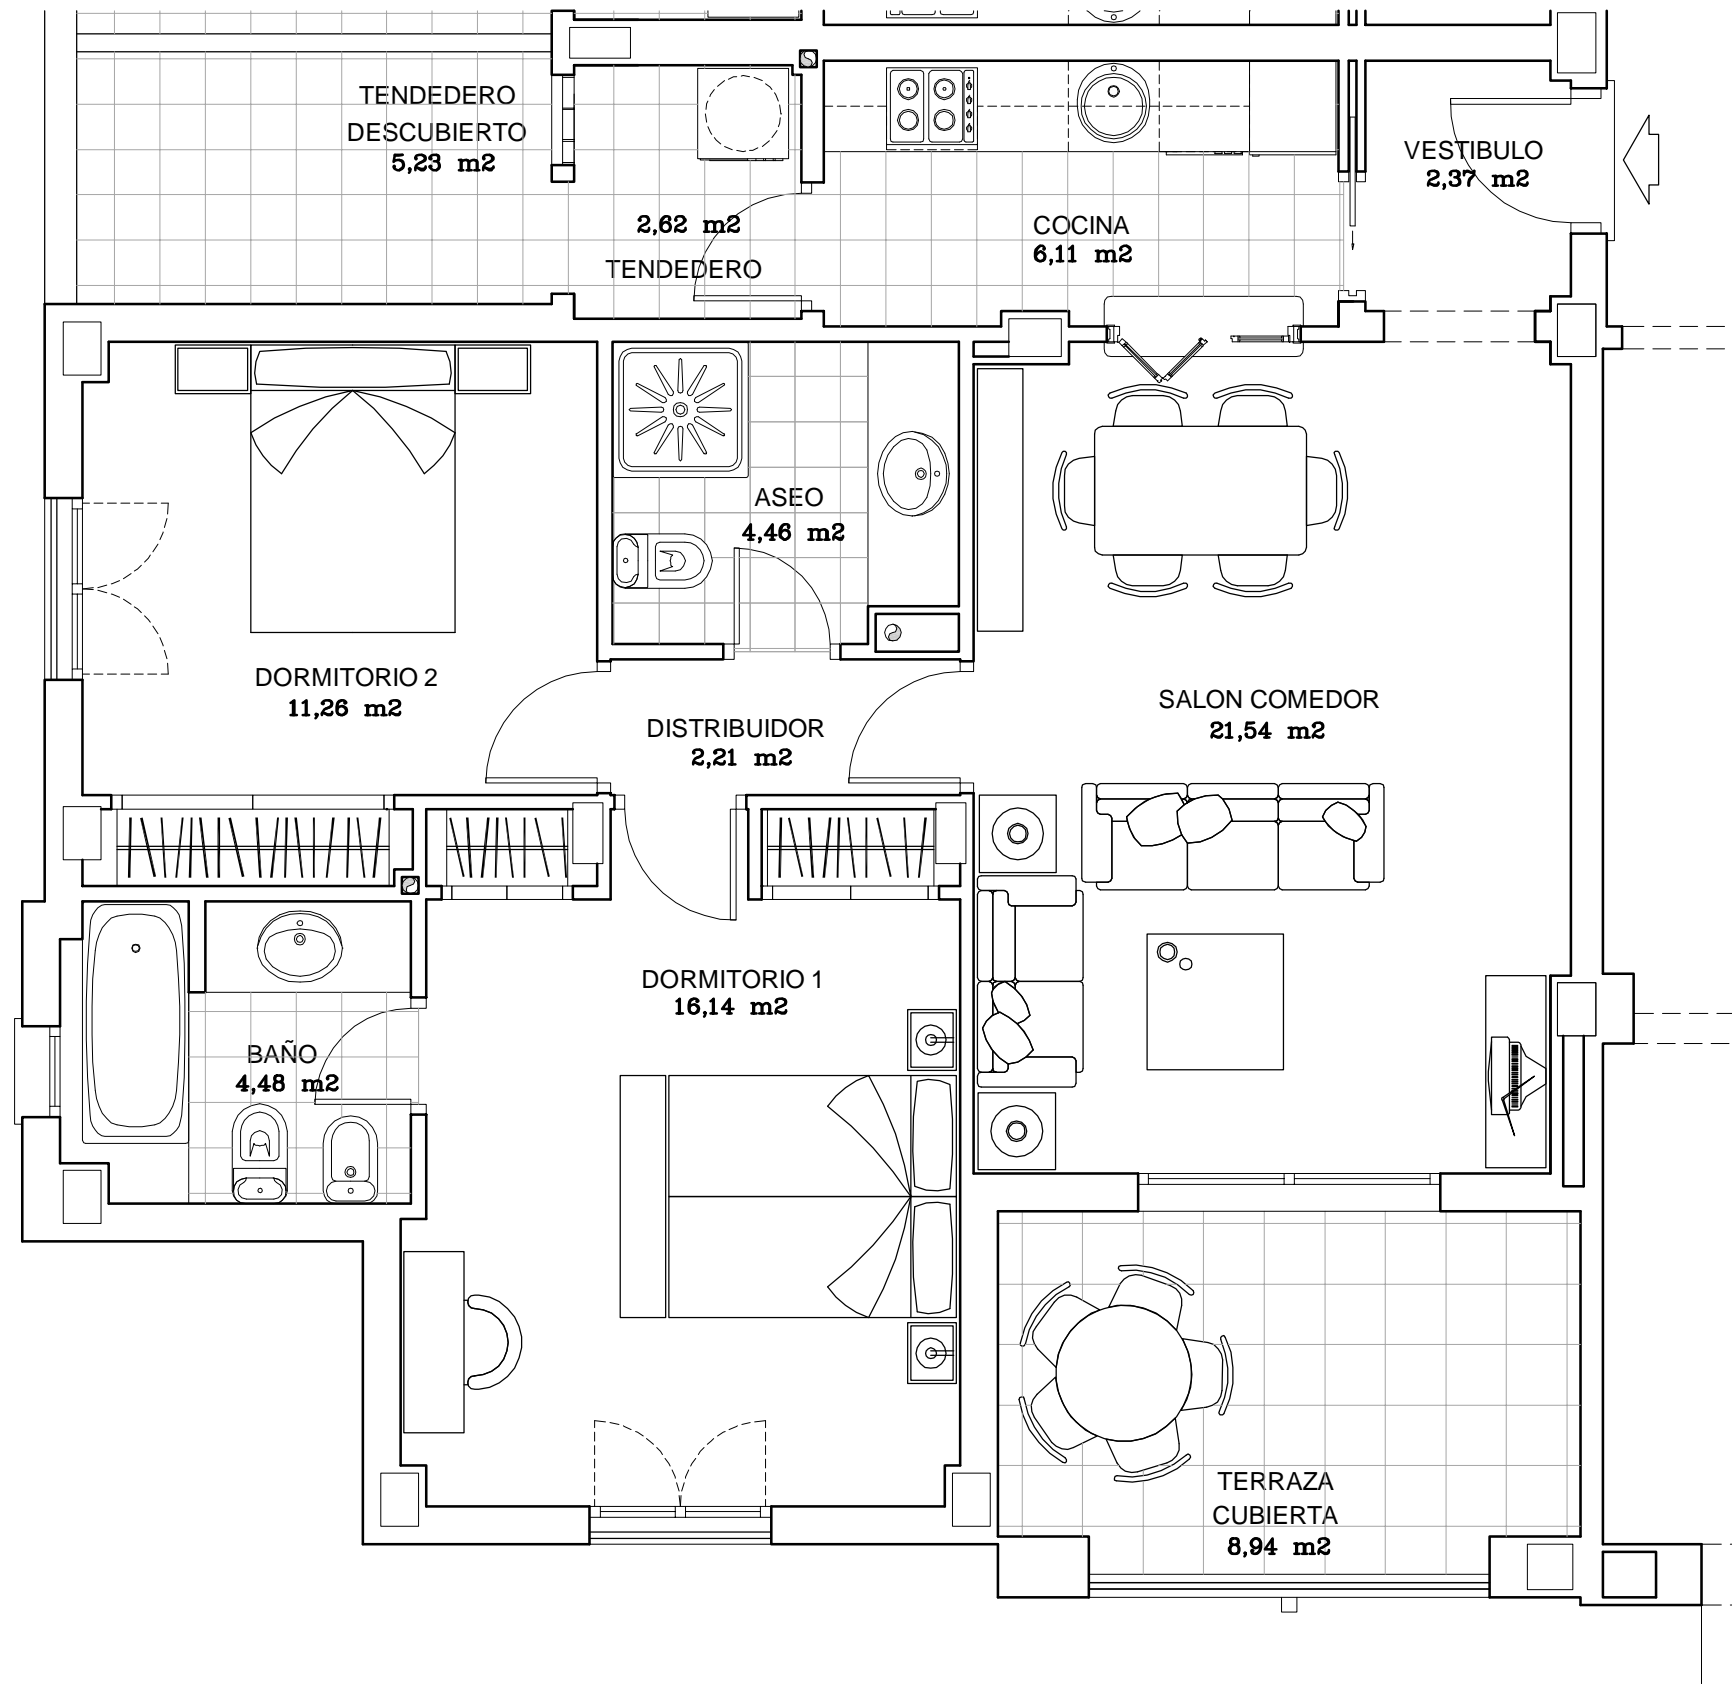 TENDEDERO
DESCUBIERTO
5,23 m2
2,62 m2
TENDEDERO
COCINA
6,11 m2
VESTIBULO
2,37 m2
ASEO
4,46 m2
DORMITORIO 2
11,26 m2
DISTRIBUIDOR
2,21 m2
SALON COMEDOR
21,54 m2
DORMITORIO 1
16,14 m2
BAÑO
4,48 m2
TERRAZA
CUBIERTA
8,94 m2